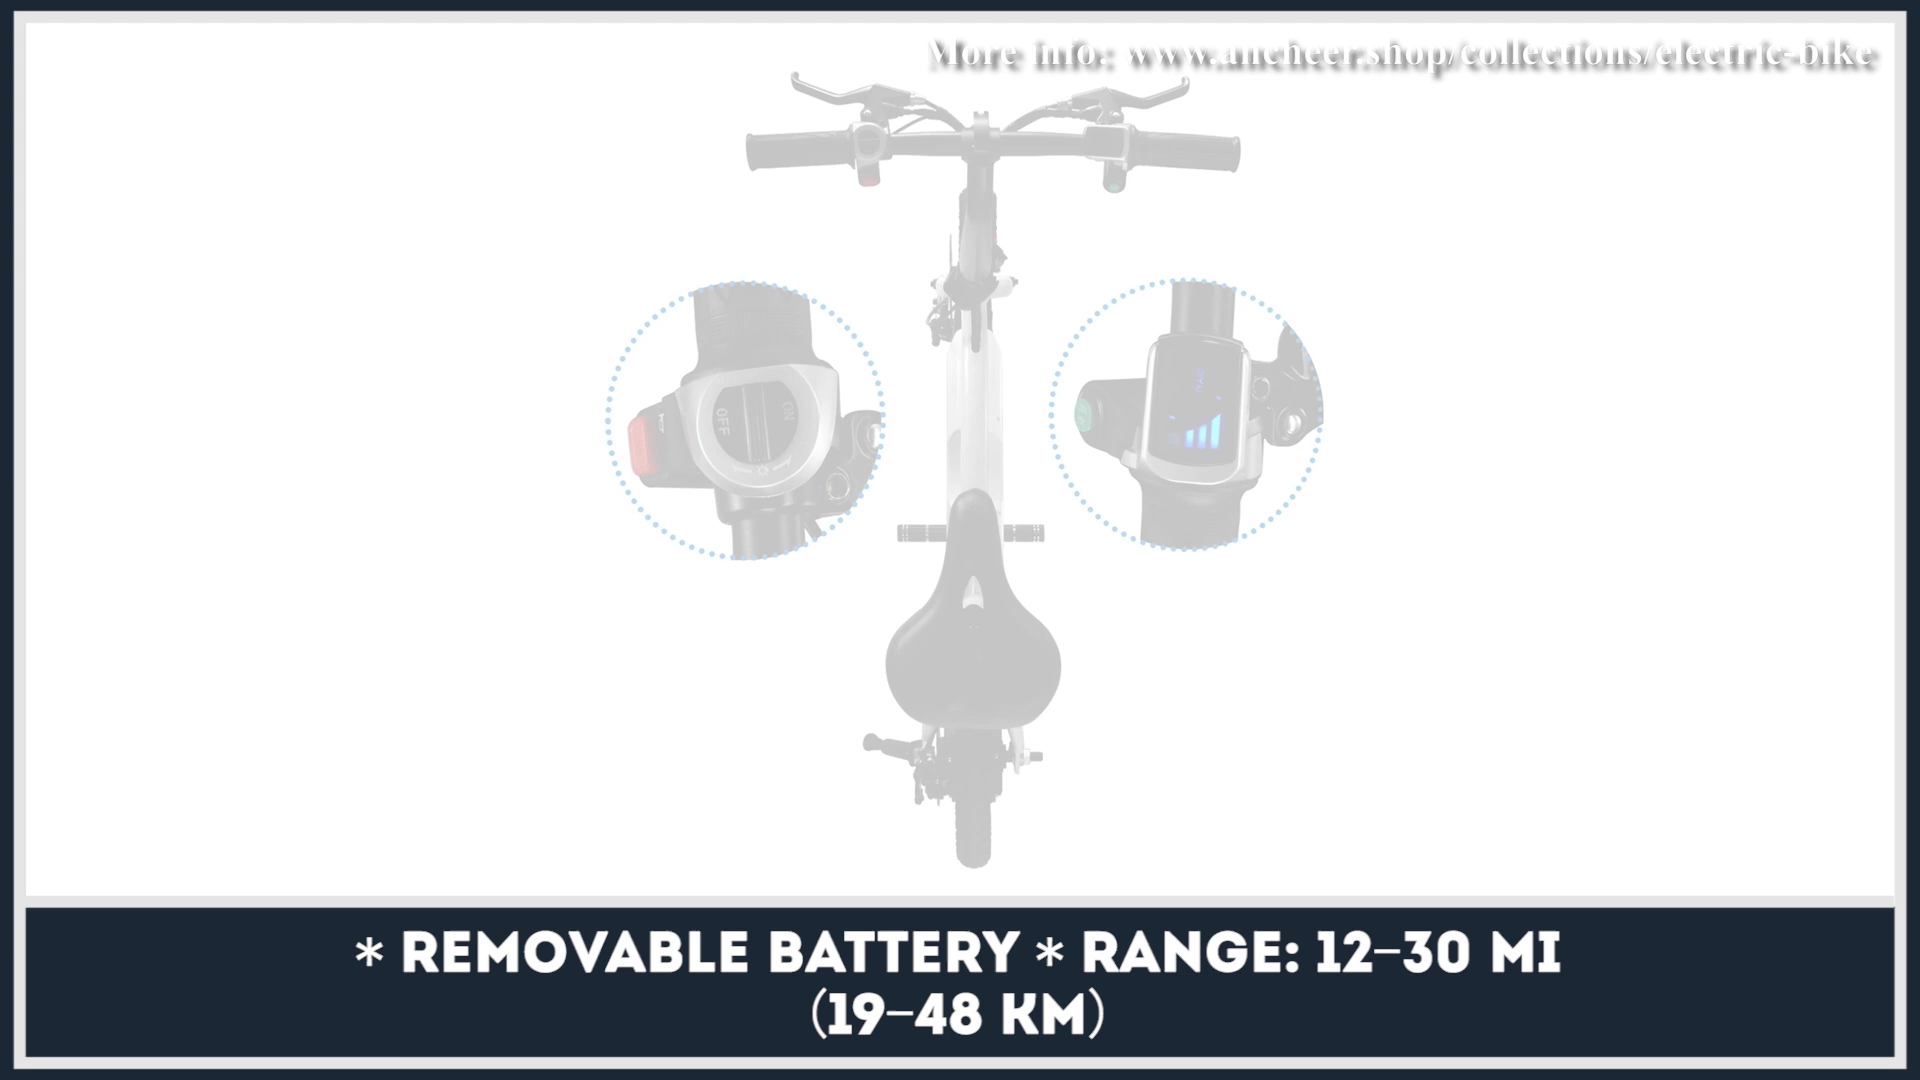 More info: www.ancheer.shop/collections/electric-bike
OFF
ON
* REMOVABLE BATTERY * RANGE: 12–30 MI
(19–48 KM)